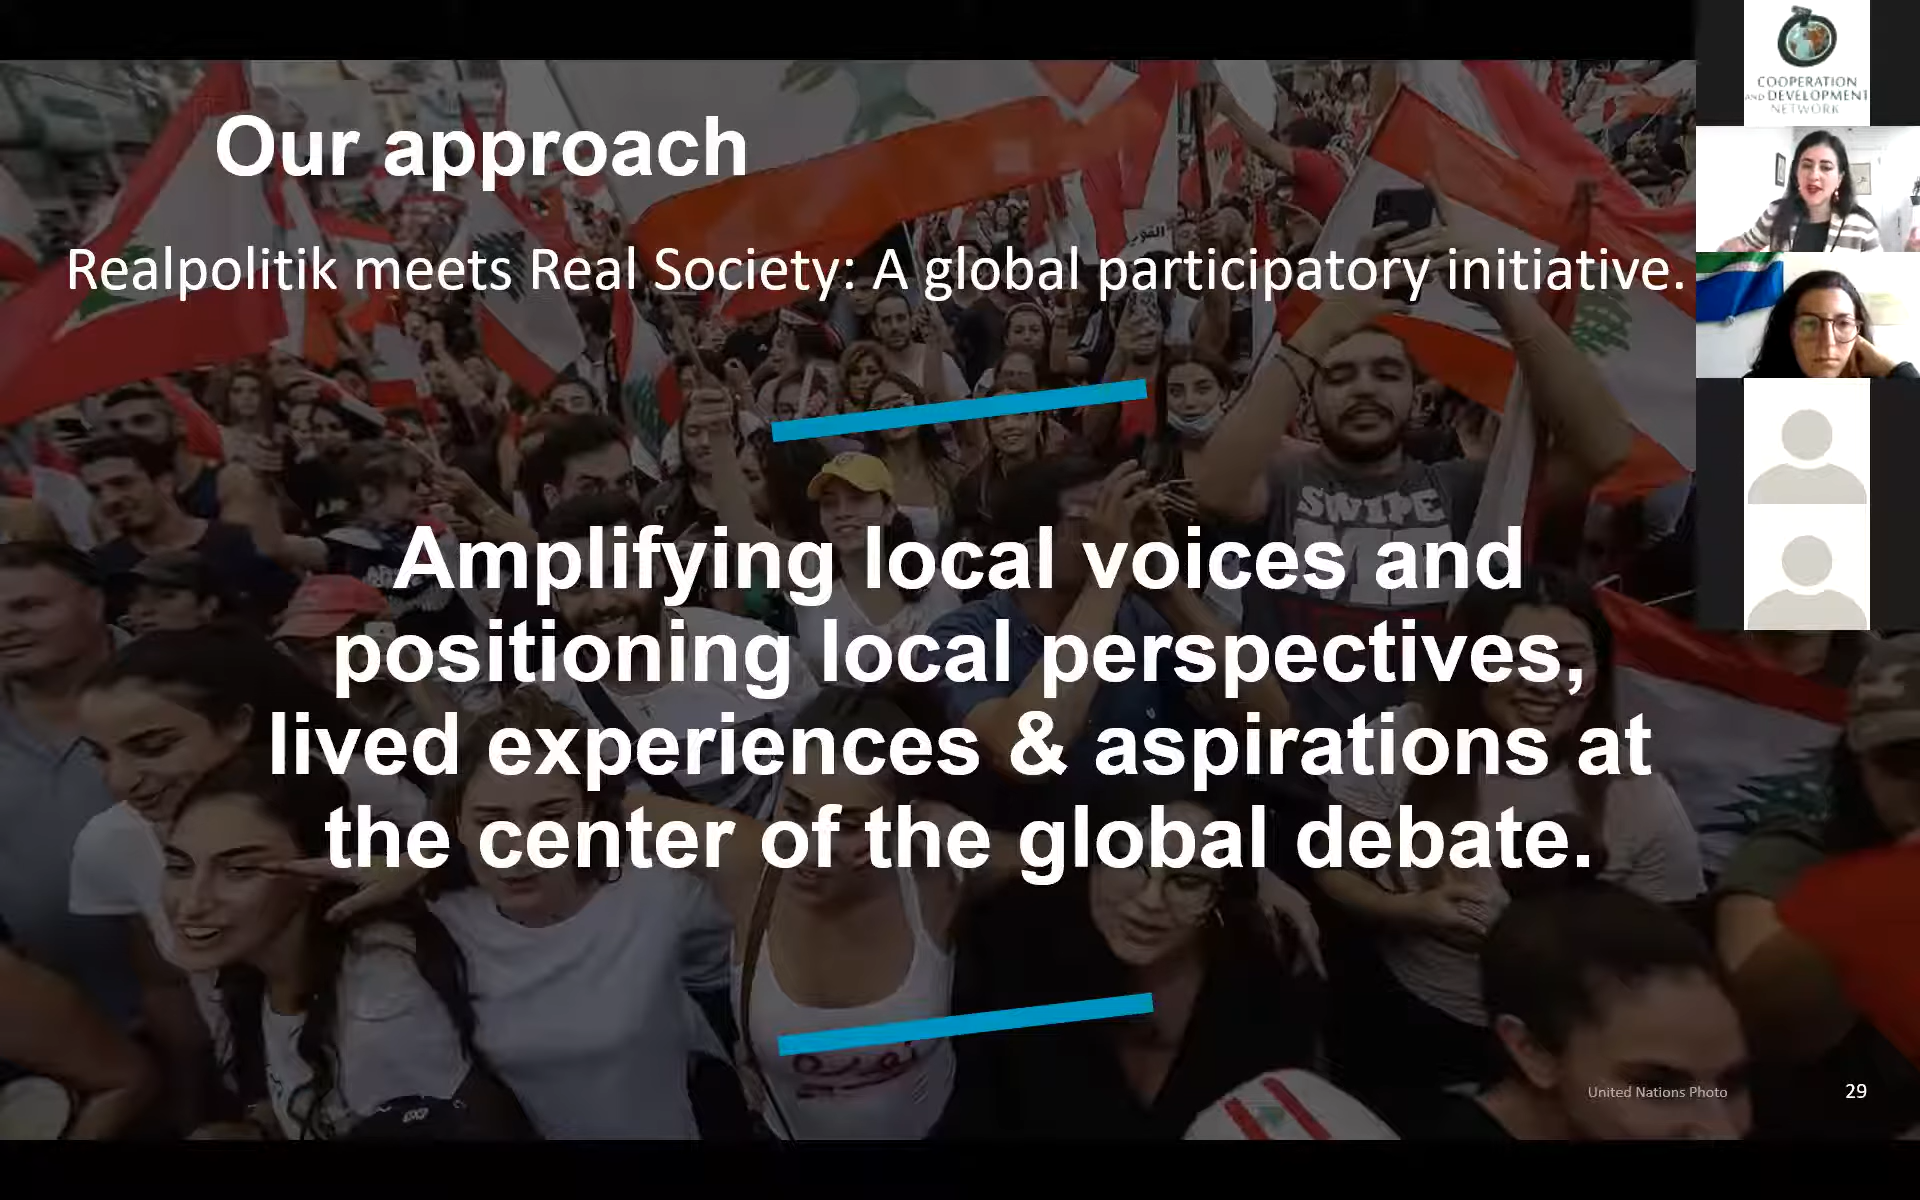 Our approach
Realpolitik meets Real Society: A global participatory initiative.
Amplifying local voices and
positioning local perspectives,
lived experiences & aspirations at
the center of the global debate.
United Nations Photo
29
COOPERATION
AND DEVELOPMENT
NETWORK
SWIPE
القوي